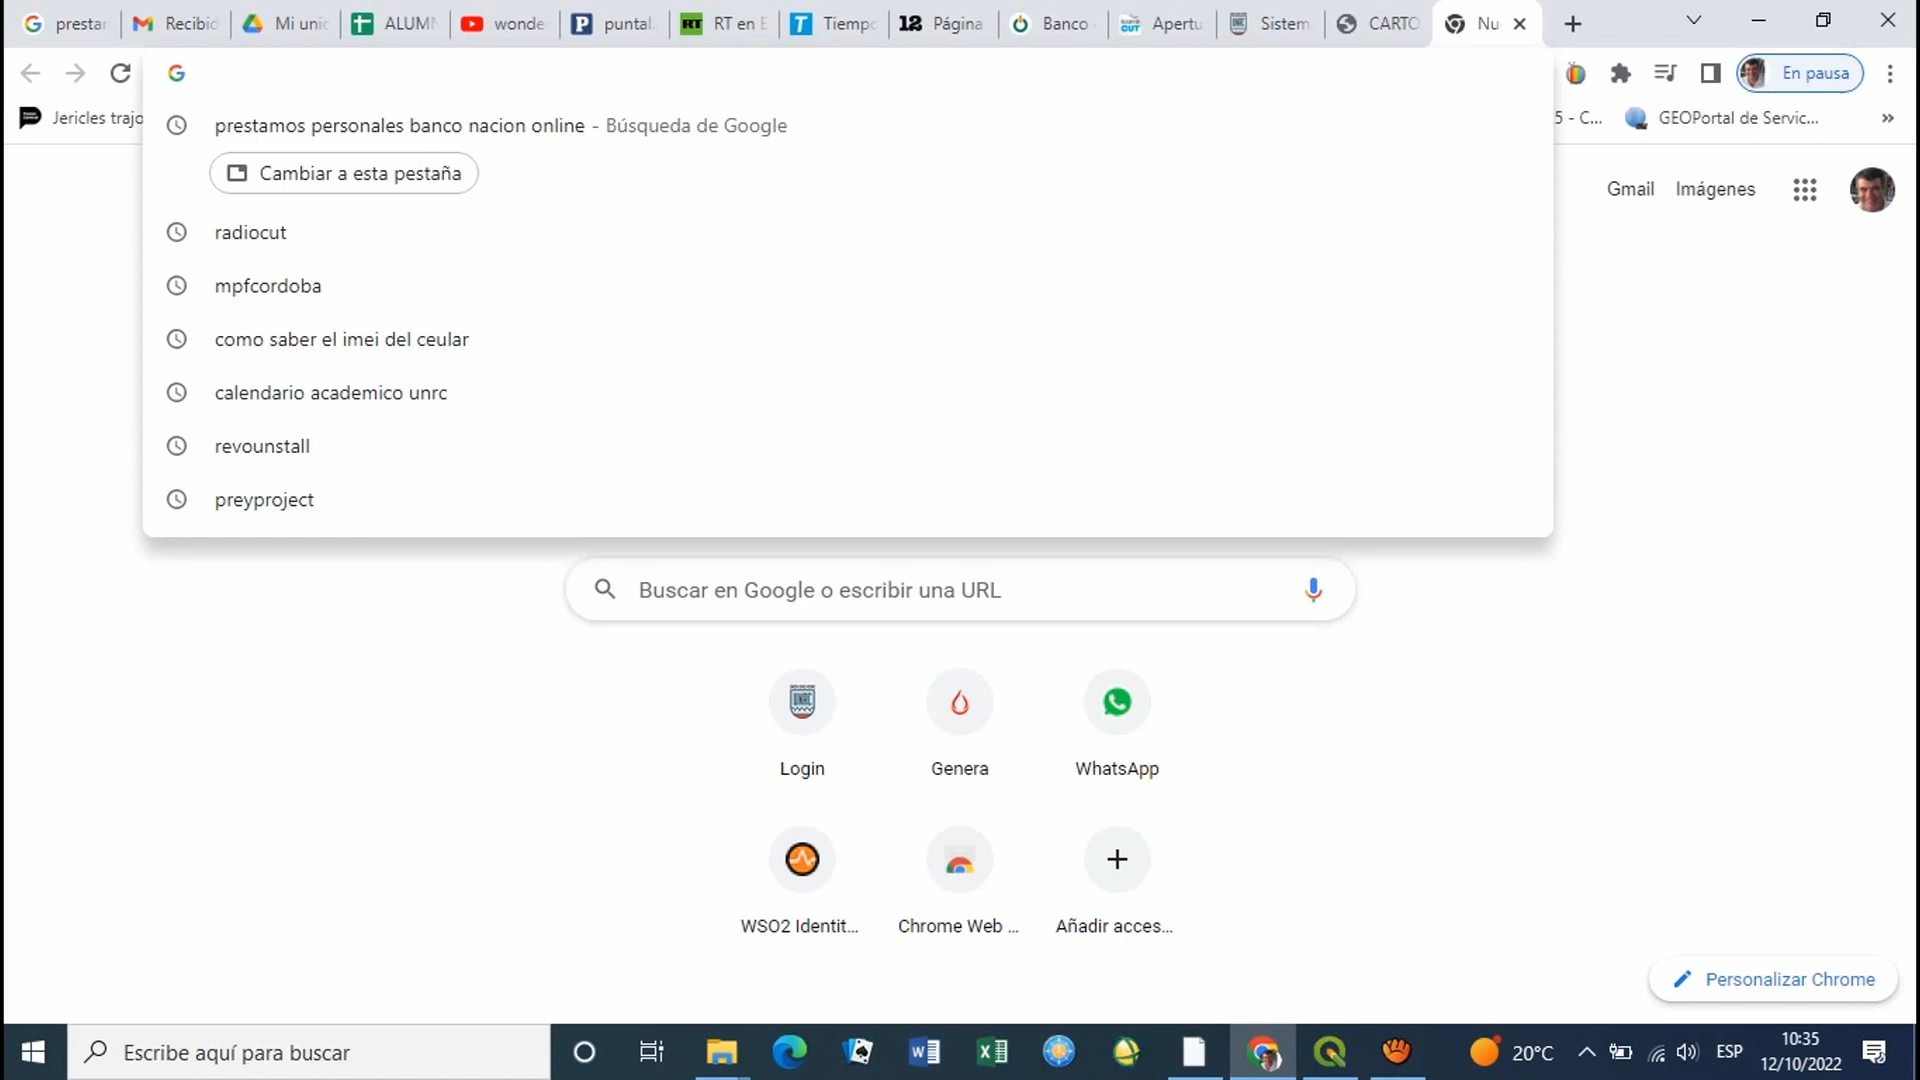 prestar
Recibid
Mi unic
ALUMN
wonde
puntal.
RT en E
Tiempo
12 Página
Banco
Apertu
Sistem
CARTO
Nu
En pausa
Jericles trajo
5 - C...
GEOPortal de Servic...
prestamos personales banco nacion online - Búsqueda de Google
Cambiar a esta pestaña
Gmail
Imágenes
radiocut
mpfcordoba
como saber el imei del ceular
calendario academico unrc
revounstall
preyproject
Buscar en Google o escribir una URL
Login
Genera
WhatsApp
WSO2 Identit...
Chrome Web ...
Añadir acces...
Personalizar Chrome
Escribe aquí para buscar
20°C
ESP
10:35
12/10/2022